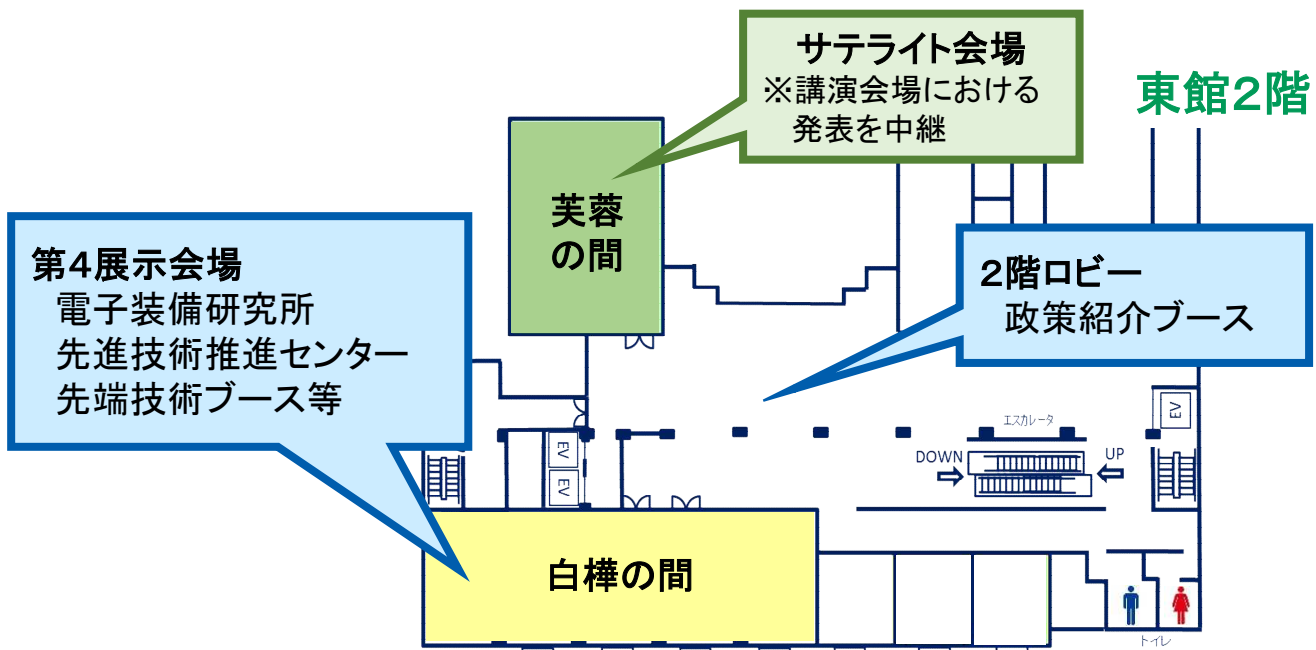 サテライト会場
※講演会場における
発表を中継
東館2階
芙蓉
の間
第4展示会場
電子装備研究所
先進技術推進センター
先端技術ブース等
2階ロビー
政策紹介ブース
エスカレータ
EV
DOWN
UP
EV
EV
白樺の間
トイレ